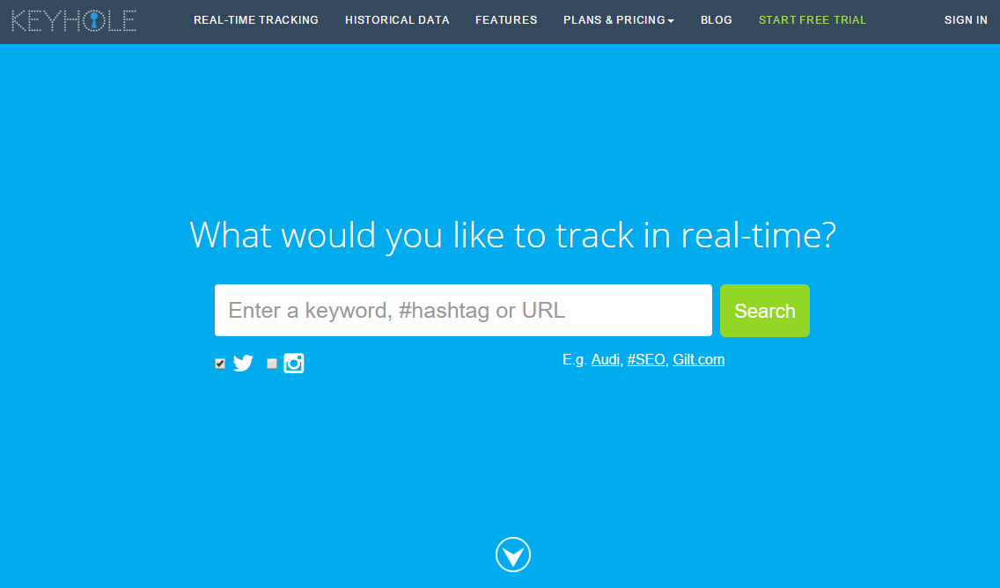 KEYHOLE REAL-TIME TRACKING HISTORICAL DATA FEATURES PLANS & PRICING BLOG START FREE TRIAL SIGN IN
What would you like to track in real-time?
Enter a keyword, #hashtag or URL Search
E.g. Audi, #SEO, Gilt.com